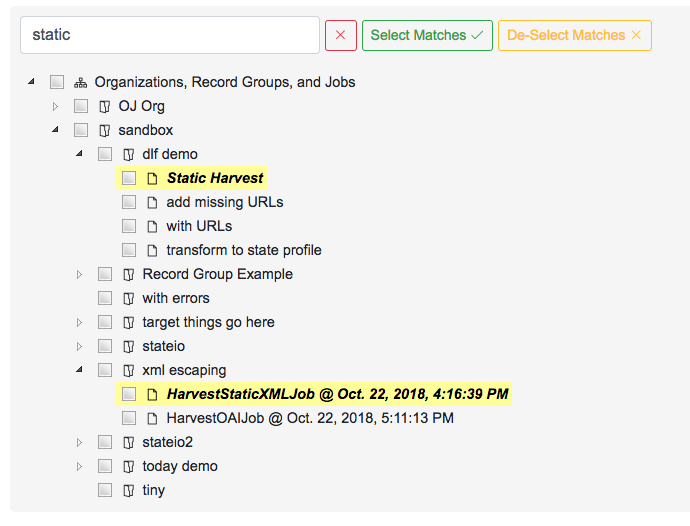 static
Select Matches
De-Select Matches
Organizations, Record Groups, and Jobs
OJ Org
sandbox
dlf demo
Static Harvest
add missing URLs
with URLs
transform to state profile
Record Group Example
with errors
target things go here
stateio
xml escaping
HarvestStaticXMLJob @ Oct. 22, 2018, 4:16:39 PM
HarvestOAIJob @ Oct. 22, 2018, 5:11:13 PM
stateio2
today demo
tiny